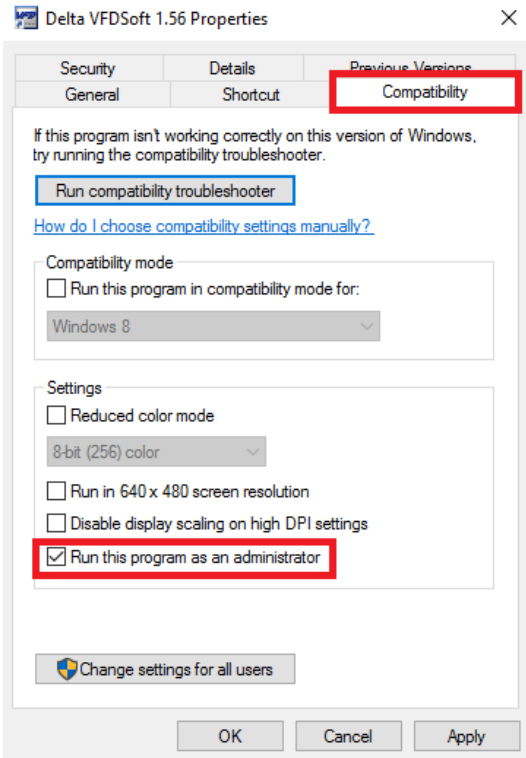 Delta VFDSoft 1.56 Properties
Security Details Previous Versions
General Shortcut Compatibility
If this program isn't working correctly on this version of Windows,
try running the compatibility troubleshooter.
Run compatibility troubleshooter
How do I choose compatibility settings manually?
Compatibility mode
Run this program in compatibility mode for:
Windows 8
Settings
Reduced color mode
8-bit (256) color
Run in 640 x 480 screen resolution
Disable display scaling on high DPI settings
Run this program as an administrator
Change settings for all users
OK Cancel Apply